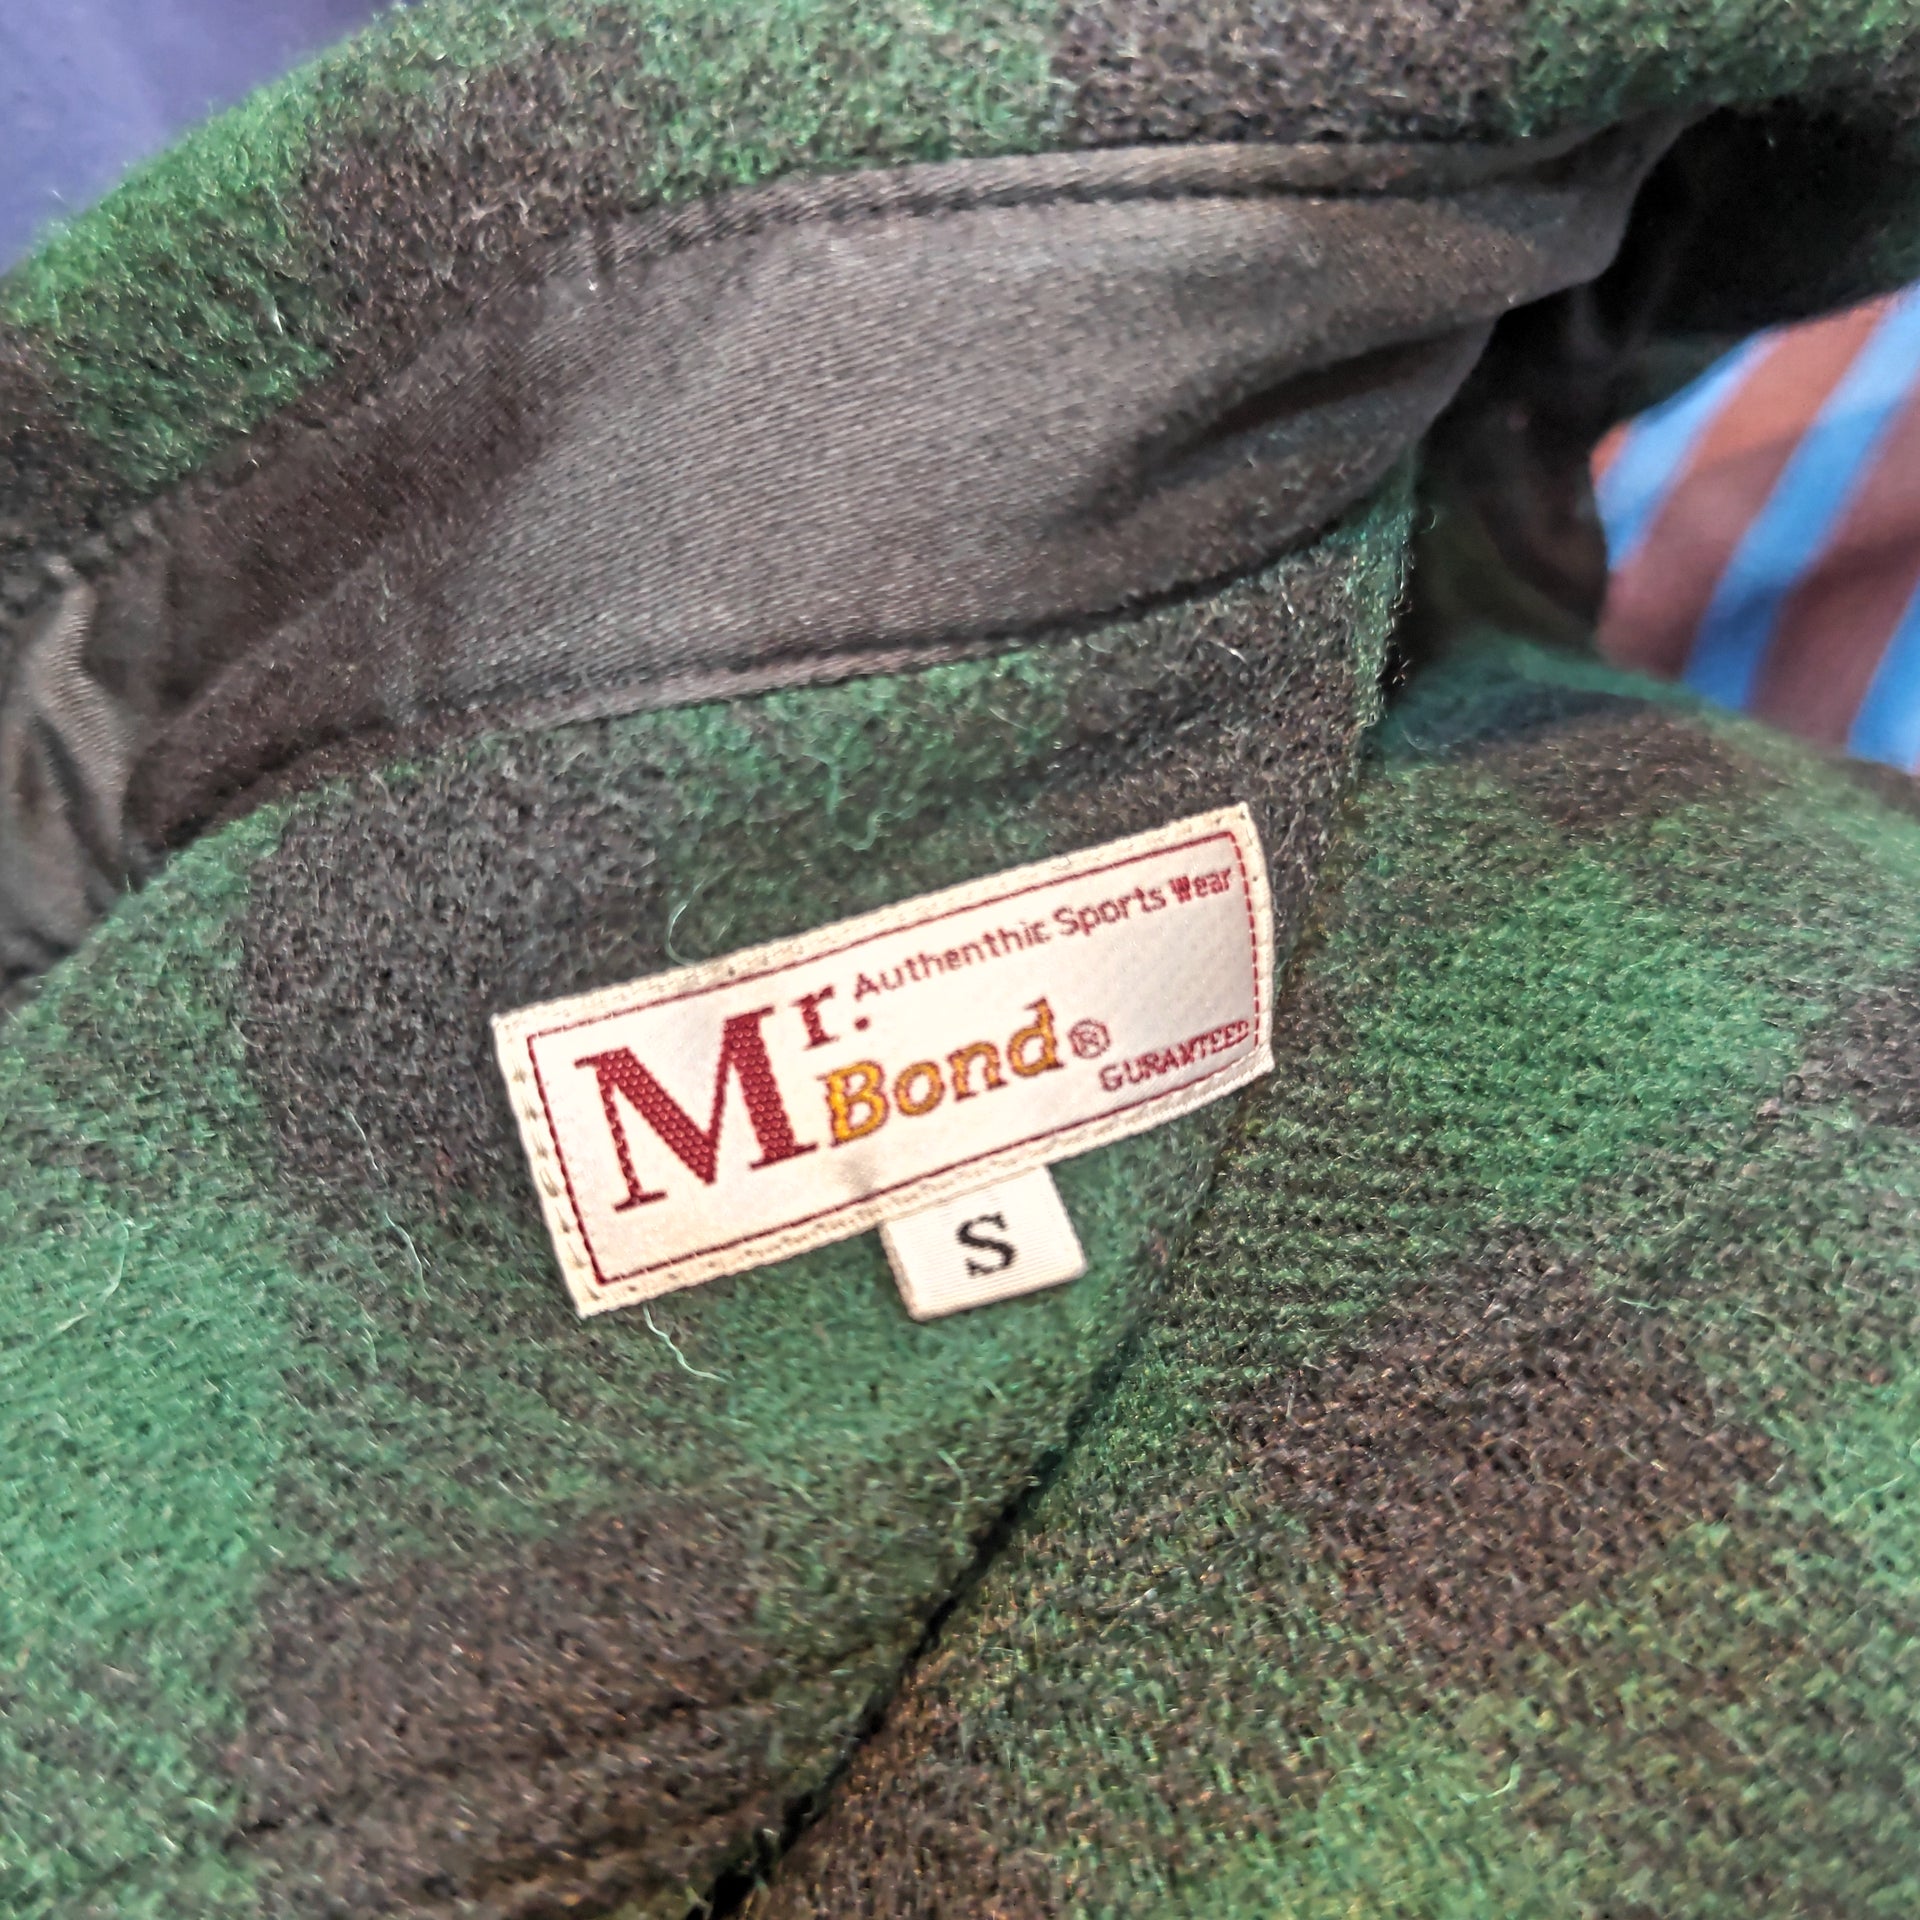 Mr. Authenthic Sports Wear
Bond®
GURANTEED
S